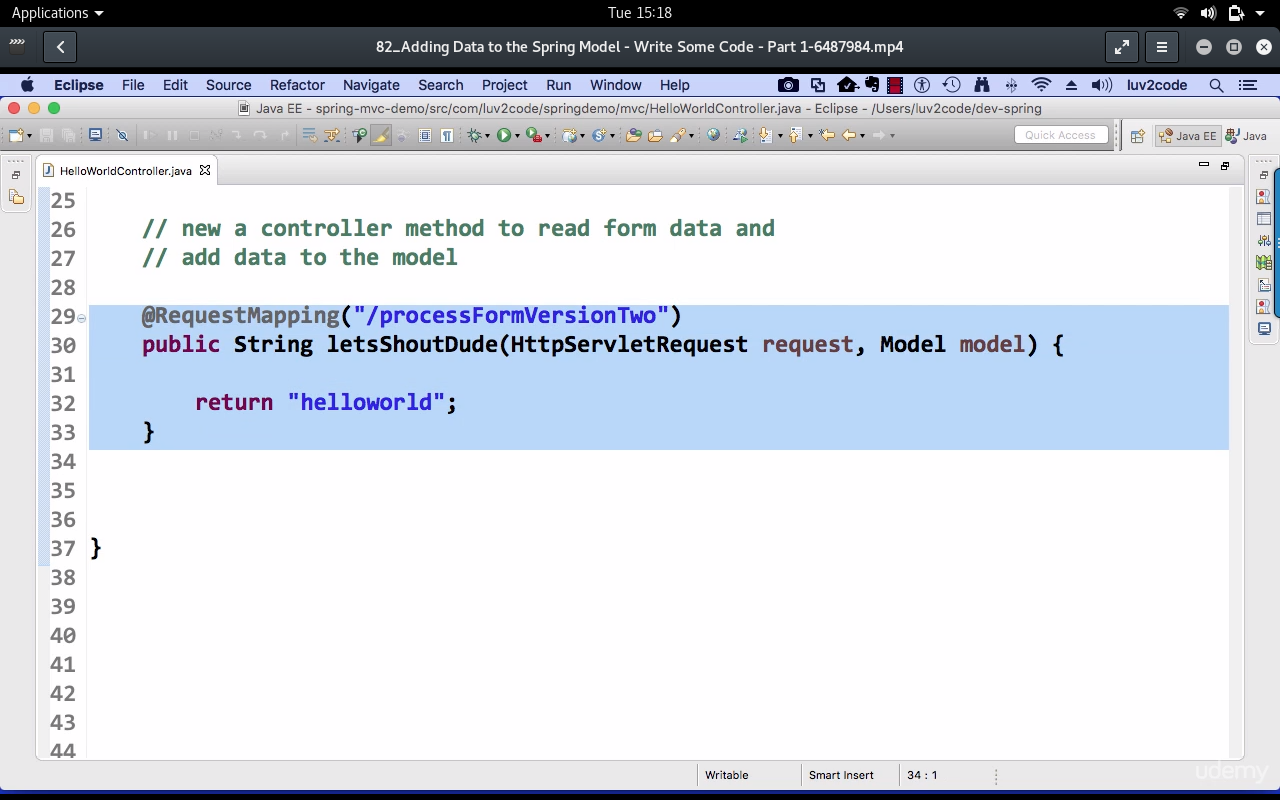 Applications
Tue 15:18
82_Adding Data to the Spring Model - Write Some Code - Part 1-6487984.mp4
Eclipse File Edit Source Refactor Navigate Search Project Run Window Help luv2code
Java EE - spring-mvc-demo/src/com/luv2code/springdemo/mvc/HelloWorldController.java - Eclipse - /Users/luv2code/dev-spring
Quick Access Java EE Java
HelloWorldController.java
25
26 // new a controller method to read form data and
27 // add data to the model
28
29 @RequestMapping("/processFormVersionTwo")
30 public String letsShoutDude(HttpServletRequest request, Model model) {
31
32 return "helloworld";
33 }
34
35
36
37 }
38
39
40
41
42
43
44
Writable Smart Insert 34 : 1
udemy